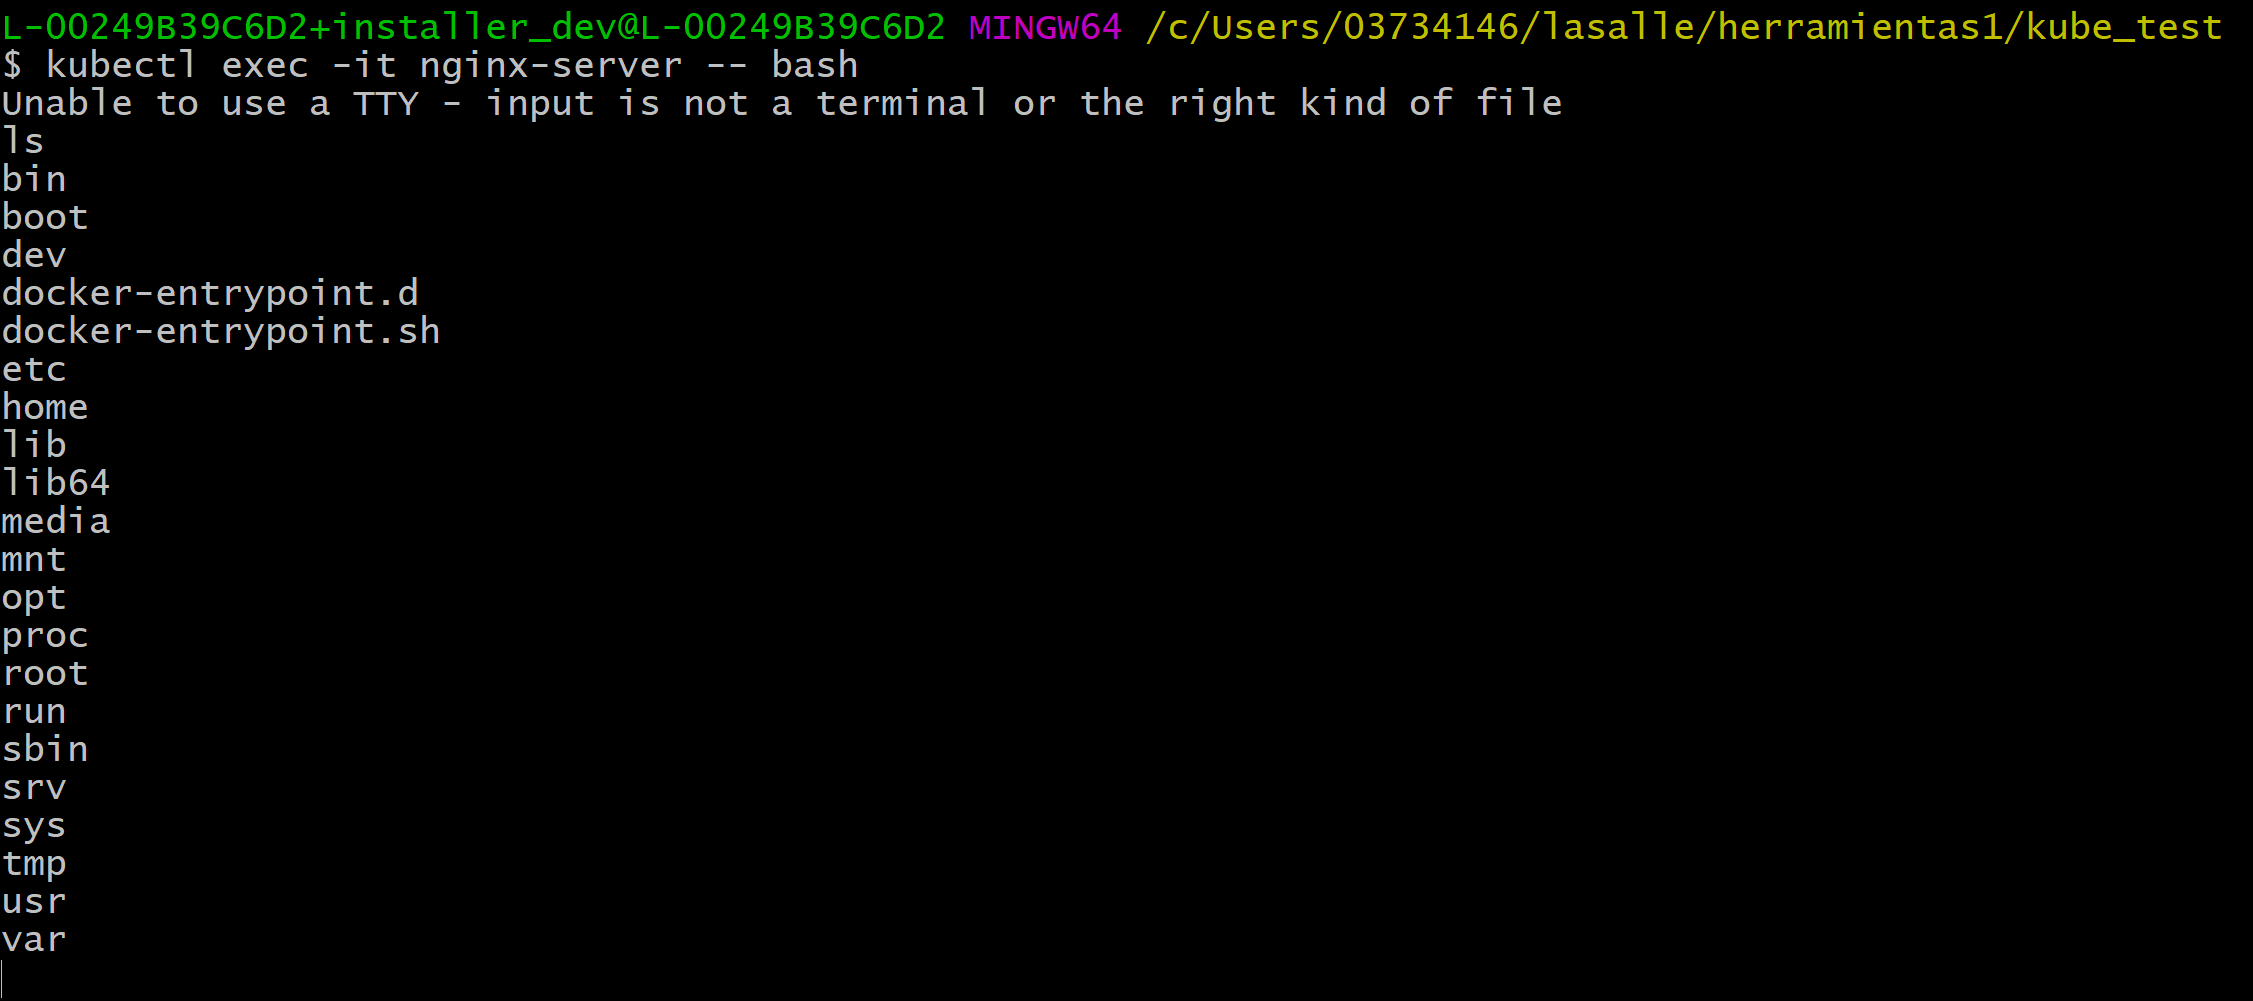 L-00249B39C6D2+installer_dev@L-00249B39C6D2 MINGW64 /c/Users/03734146/lasalle/herramientas1/kube_test
$ kubectl exec -it nginx-server -- bash
Unable to use a TTY - input is not a terminal or the right kind of file
ls
bin
boot
dev
docker-entrypoint.d
docker-entrypoint.sh
etc
home
lib
lib64
media
mnt
opt
proc
root
run
sbin
srv
sys
tmp
usr
var